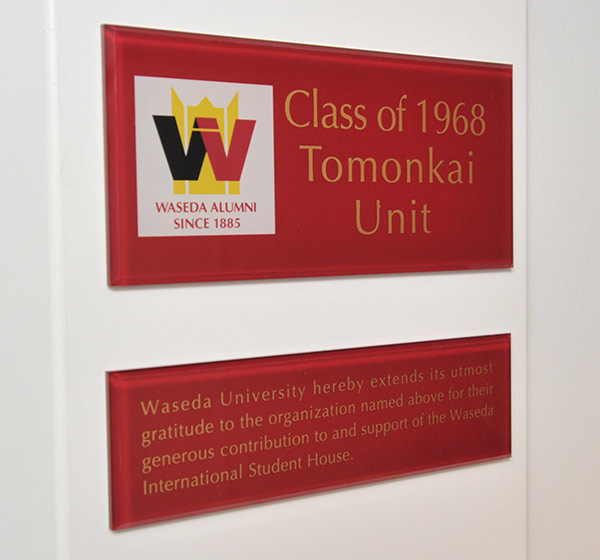 WASEDA ALUMNI
SINCE 1885
Class of 1968
Tomonkai
Unit
Waseda University hereby extends its utmost
gratitude to the organization named above for their
generous contribution to and support of the Waseda
International Student House.